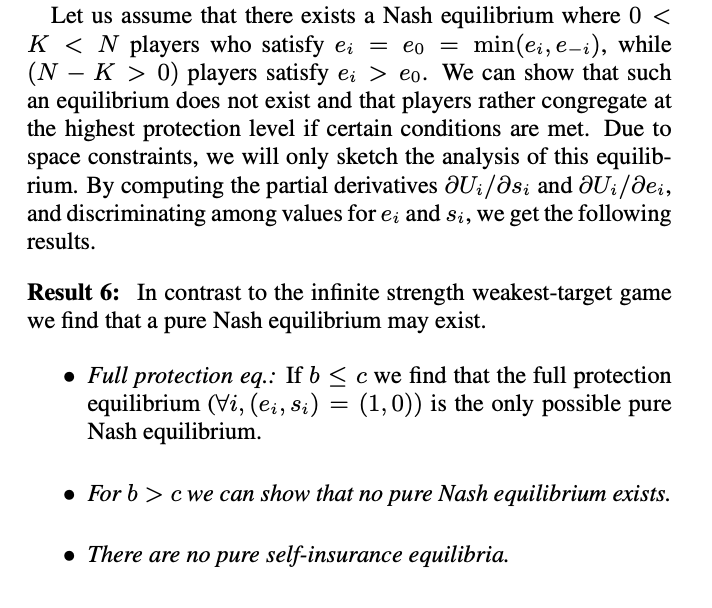 Let us assume that there exists a Nash equilibrium where 0 <
K < N players who satisfy e_i = e_0 = min(e_i, e_{−i}), while
(N − K > 0) players satisfy e_i > e_0. We can show that such
an equilibrium does not exist and that players rather congregate at
the highest protection level if certain conditions are met. Due to
space constraints, we will only sketch the analysis of this equilib-
rium. By computing the partial derivatives ∂U_i/∂s_i and ∂U_i/∂e_i,
and discriminating among values for e_i and s_i, we get the following
results.
Result 6: In contrast to the infinite strength weakest-target game
we find that a pure Nash equilibrium may exist.
• Full protection eq.: If b ≤ c we find that the full protection
equilibrium (∀i, (e_i, s_i) = (1, 0)) is the only possible pure
Nash equilibrium.
• For b > c we can show that no pure Nash equilibrium exists.
• There are no pure self-insurance equilibria.